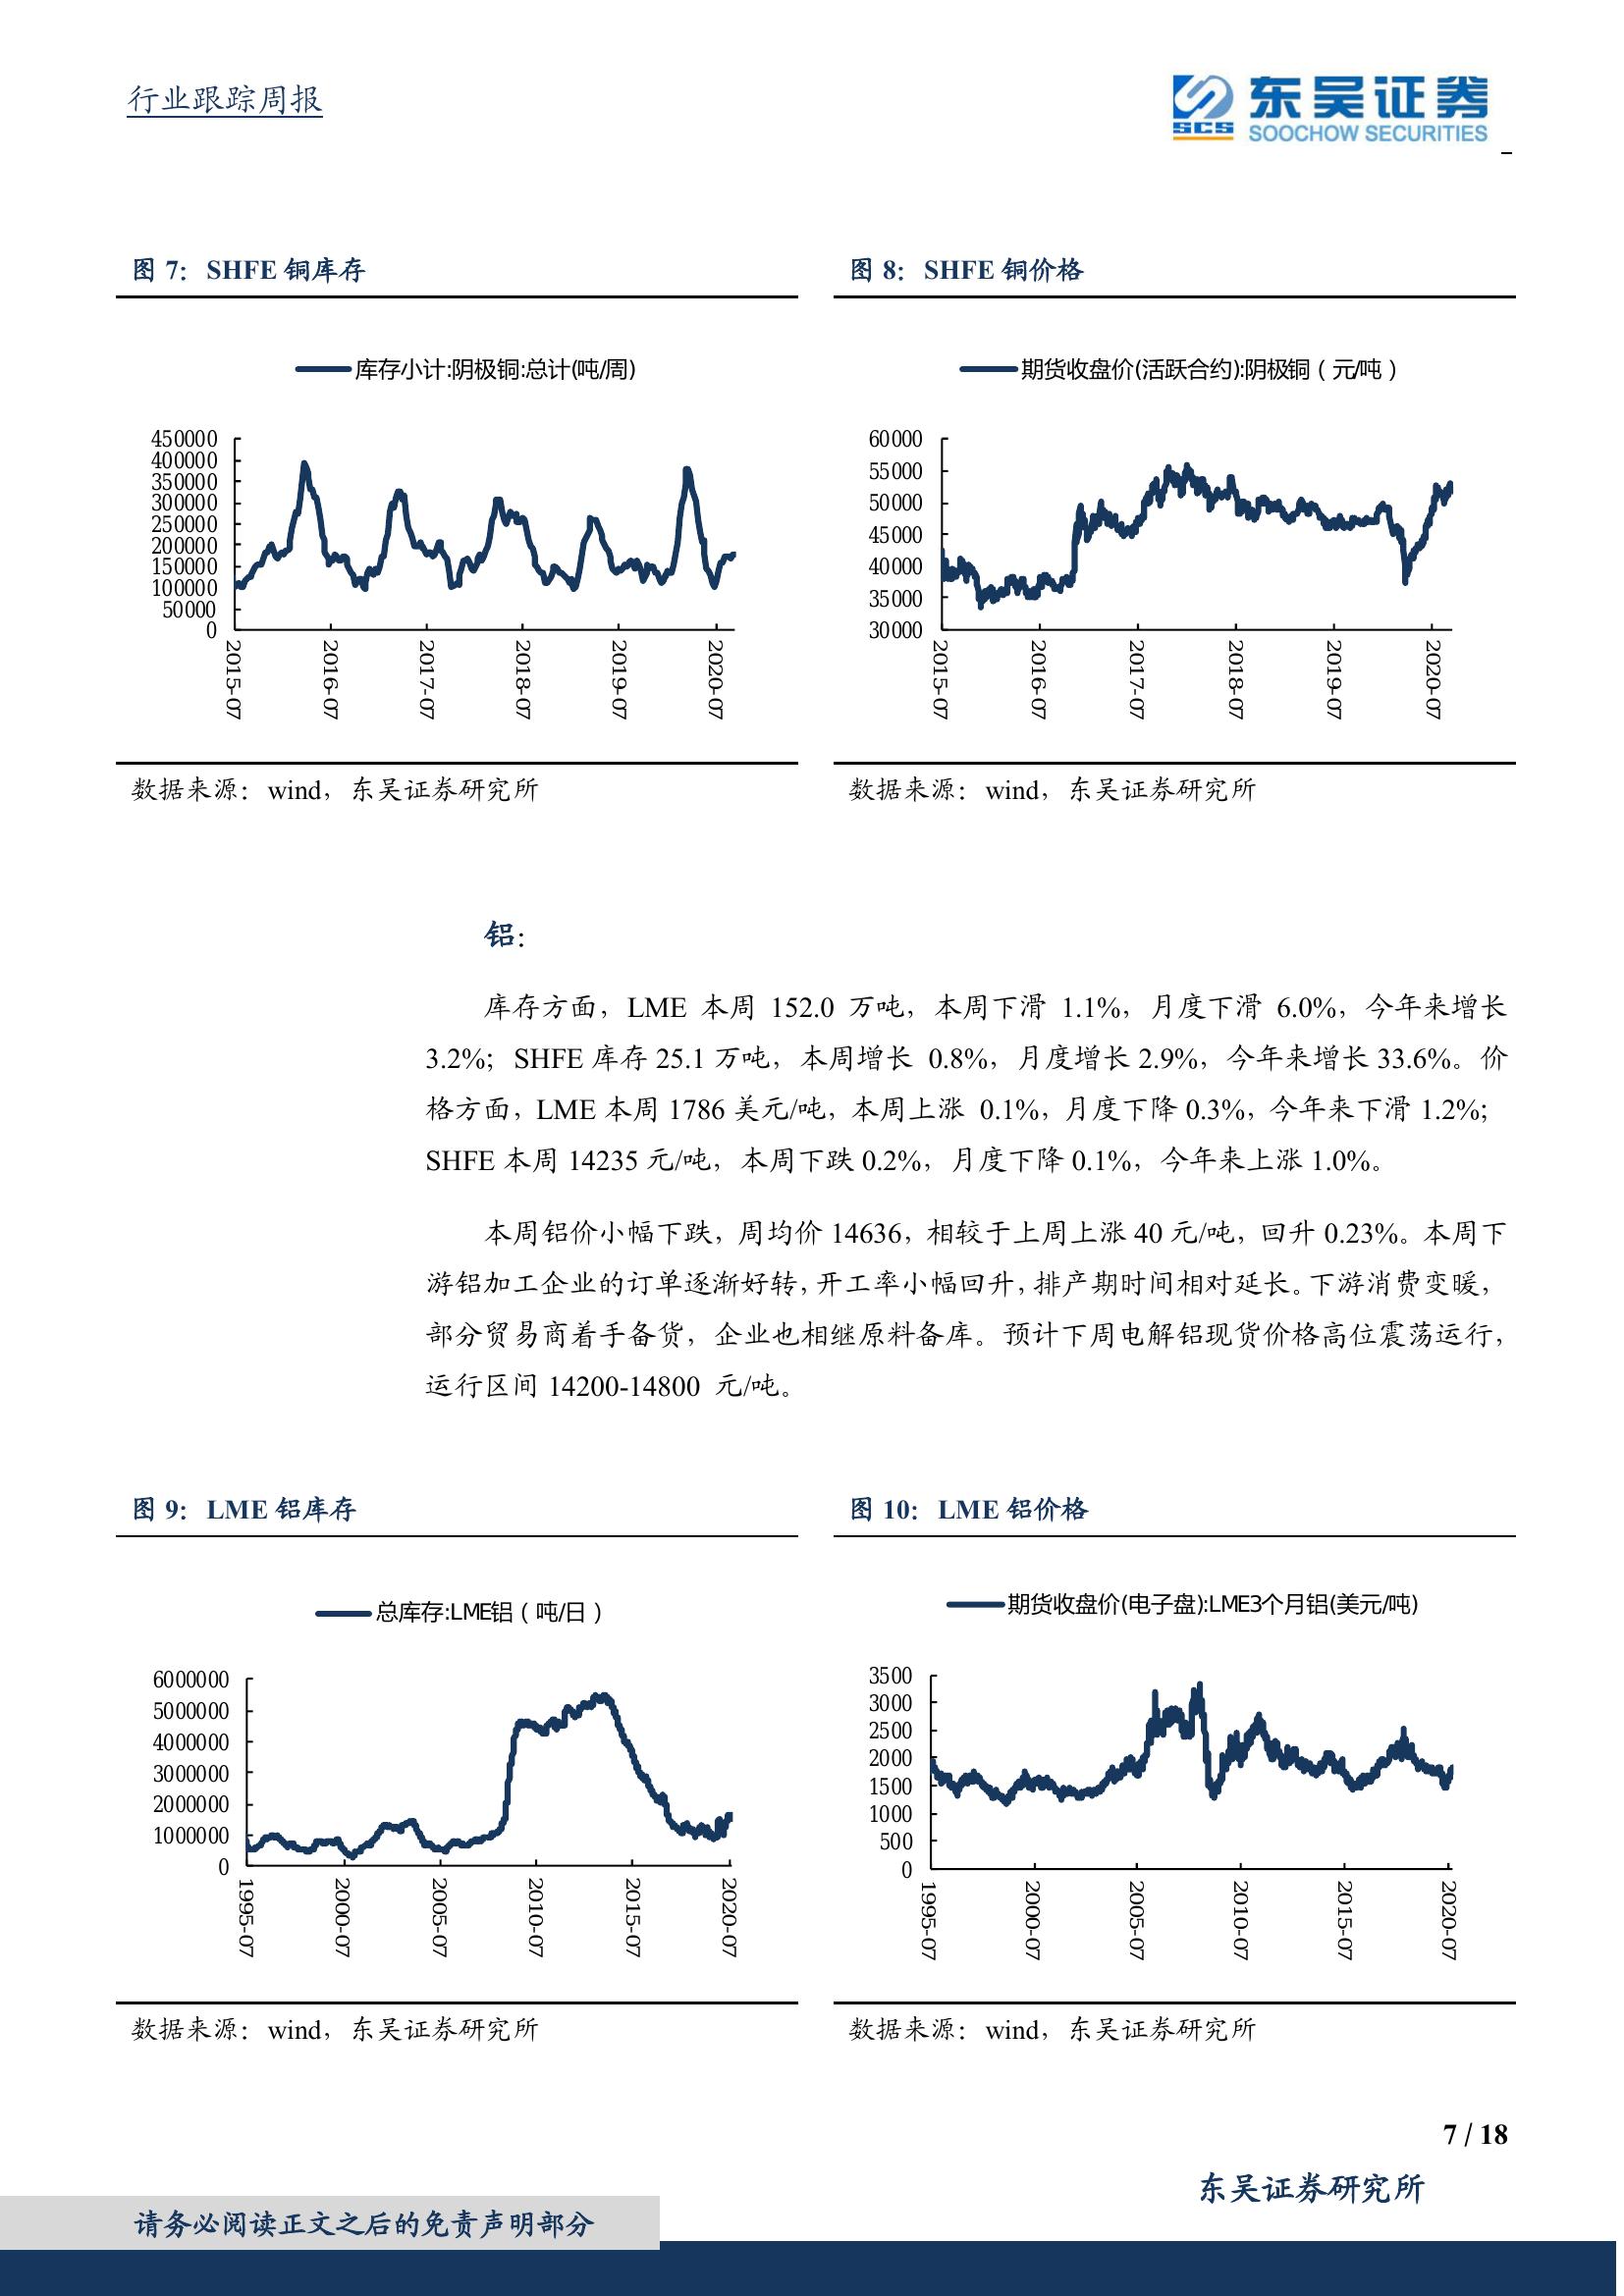 行业跟踪周报
SCS 东吴证券
SOOCHOW SECURITIES
图 7： SHFE 铜库存
库存小计:阴极铜:总计(吨/周)
450000
400000
350000
300000
250000
200000
150000
100000
50000
0
2015-07
2016-07
2017-07
2018-07
2019-07
2020-07
数据来源：wind，东吴证券研究所
图 8： SHFE 铜价格
期货收盘价(活跃合约):阴极铜（元/吨）
60000
55000
50000
45000
40000
35000
30000
2015-07
2016-07
2017-07
2018-07
2019-07
2020-07
数据来源：wind，东吴证券研究所
铝：
库存方面，LME 本周 152.0 万吨，本周下滑 1.1%，月度下滑 6.0%，今年来增长
3.2%；SHFE 库存 25.1 万吨，本周增长 0.8%，月度增长 2.9%，今年来增长 33.6%。价
格方面，LME 本周 1786 美元/吨，本周上涨 0.1%，月度下降 0.3%，今年来下滑 1.2%；
SHFE 本周 14235 元/吨，本周下跌 0.2%，月度下降 0.1%，今年来上涨 1.0%。
本周铝价小幅下跌，周均价 14636，相较于上周上涨 40 元/吨，回升 0.23%。本周下
游铝加工企业的订单逐渐好转，开工率小幅回升，排产期时间相对延长。下游消费变暖，
部分贸易商着手备货，企业也相继原料备库。预计下周电解铝现货价格高位震荡运行，
运行区间 14200-14800 元/吨。
图 9： LME 铝库存
总库存:LME铝（吨/日）
6000000
5000000
4000000
3000000
2000000
1000000
0
1995-07
2000-07
2005-07
2010-07
2015-07
2020-07
数据来源：wind，东吴证券研究所
图 10： LME 铝价格
期货收盘价(电子盘):LME3个月铝(美元/吨)
3500
3000
2500
2000
1500
1000
500
0
1995-07
2000-07
2005-07
2010-07
2015-07
2020-07
数据来源：wind，东吴证券研究所
7 / 18
东吴证券研究所
请务必阅读正文之后的免责声明部分